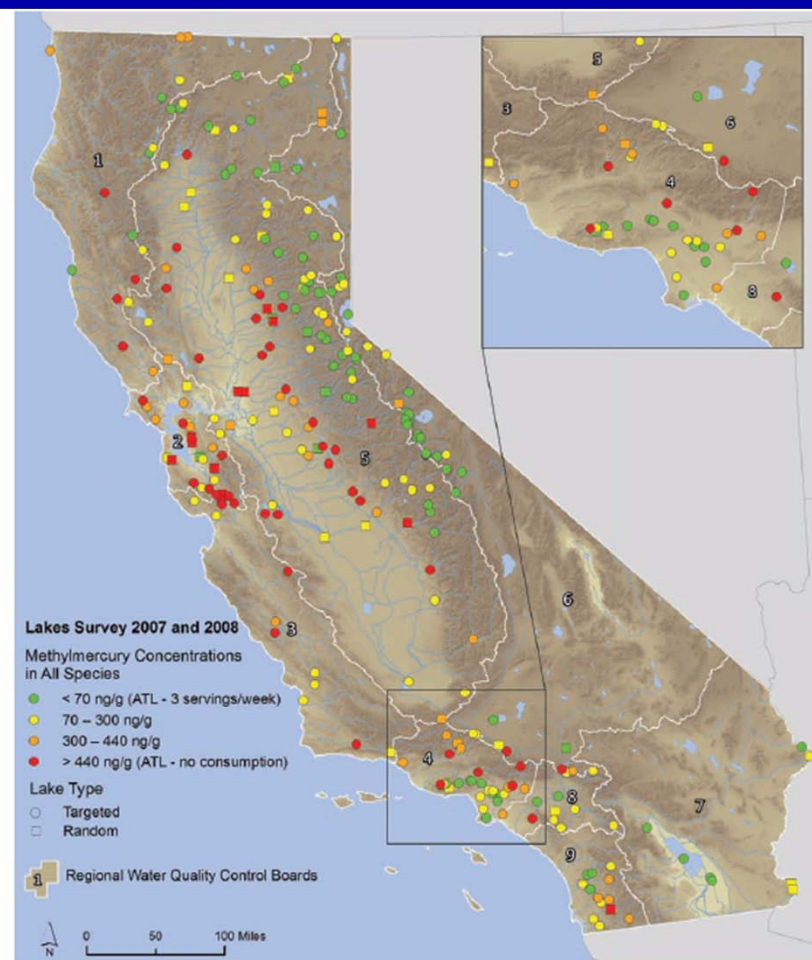 1
2
3
4
5
6
7
8
9
5
3
6
4
8
Lakes Survey 2007 and 2008
Methylmercury Concentrations
in All Species
< 70 ng/g (ATL - 3 servings/week)
70 – 300 ng/g
300 – 440 ng/g
> 440 ng/g (ATL - no consumption)
Lake Type
Targeted
Random
1 Regional Water Quality Control Boards
N
0 50 100 Miles